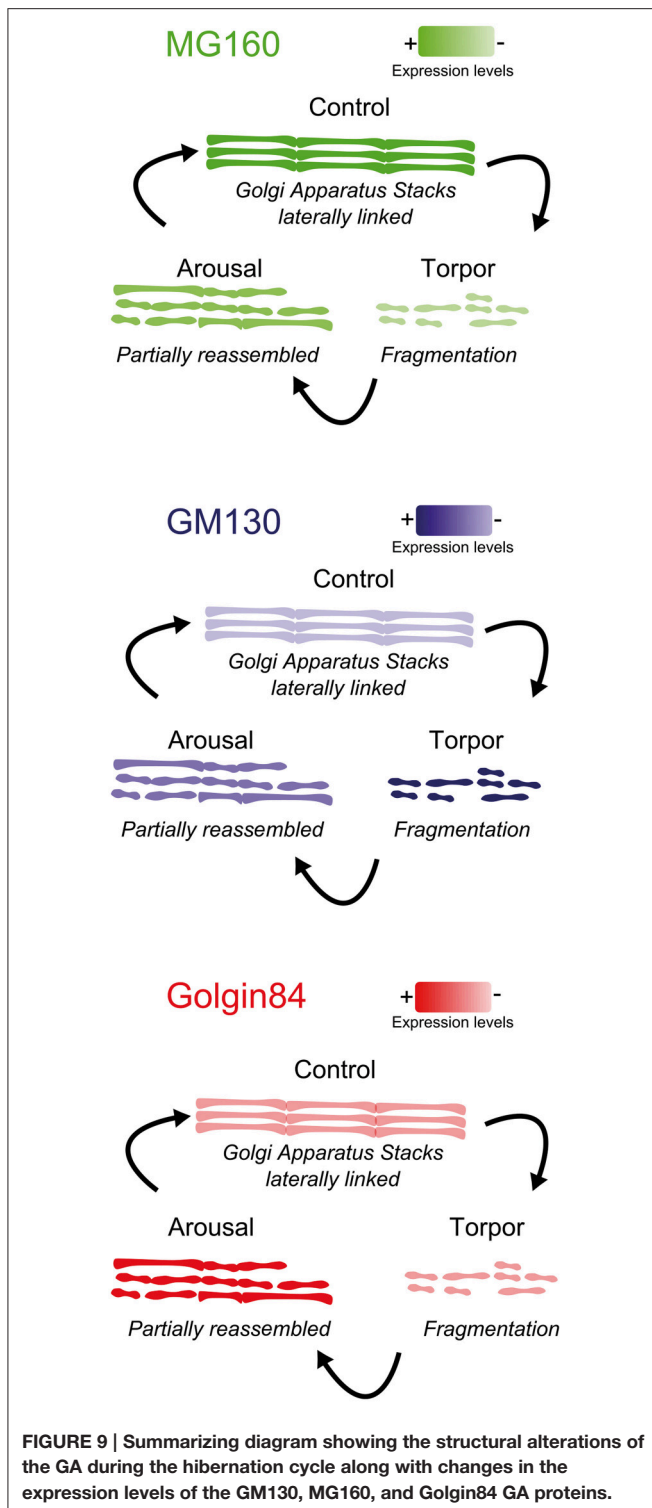 MG160
+ -
Expression levels
Control
Golgi Apparatus Stacks
laterally linked
Arousal Torpor
Partially reassembled Fragmentation
GM130
+ -
Expression levels
Control
Golgi Apparatus Stacks
laterally linked
Arousal Torpor
Partially reassembled Fragmentation
Golgin84
+ -
Expression levels
Control
Golgi Apparatus Stacks
laterally linked
Arousal Torpor
Partially reassembled Fragmentation
FIGURE 9 | Summarizing diagram showing the structural alterations of
the GA during the hibernation cycle along with changes in the
expression levels of the GM130, MG160, and Golgin84 GA proteins.